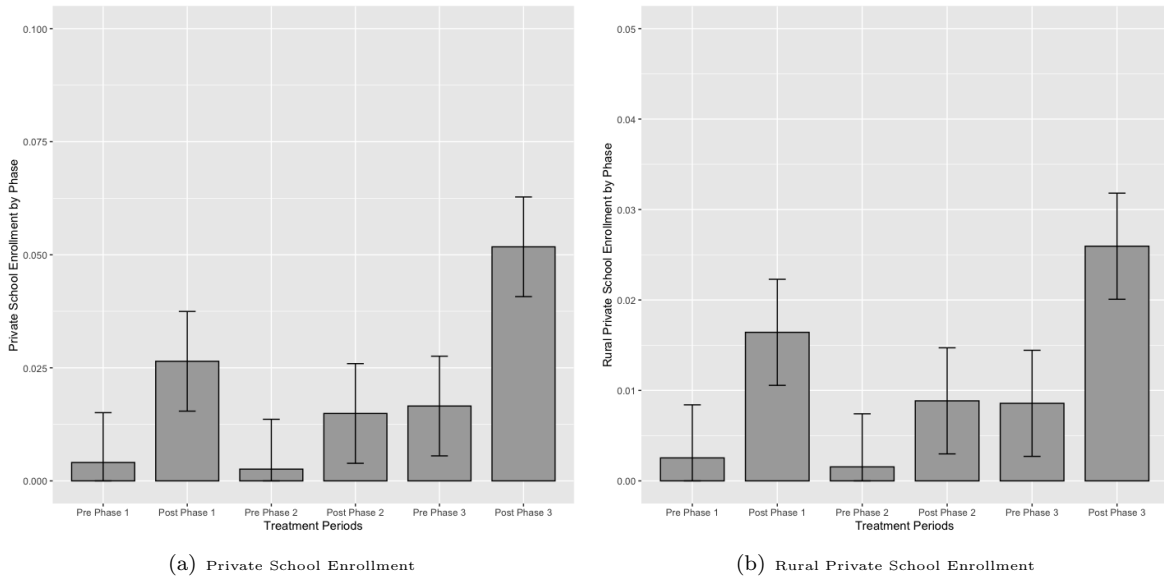 Private School Enrollment by Phase
0.100
0.075
0.050
0.025
0.000
Pre Phase 1 Post Phase 1 Pre Phase 2 Post Phase 2 Pre Phase 3 Post Phase 3
Treatment Periods
(a) Private School Enrollment
Rural Private School Enrollment by Phase
0.05
0.04
0.03
0.02
0.01
0.00
Pre Phase 1 Post Phase 1 Pre Phase 2 Post Phase 2 Pre Phase 3 Post Phase 3
Treatment Periods
(b) Rural Private School Enrollment